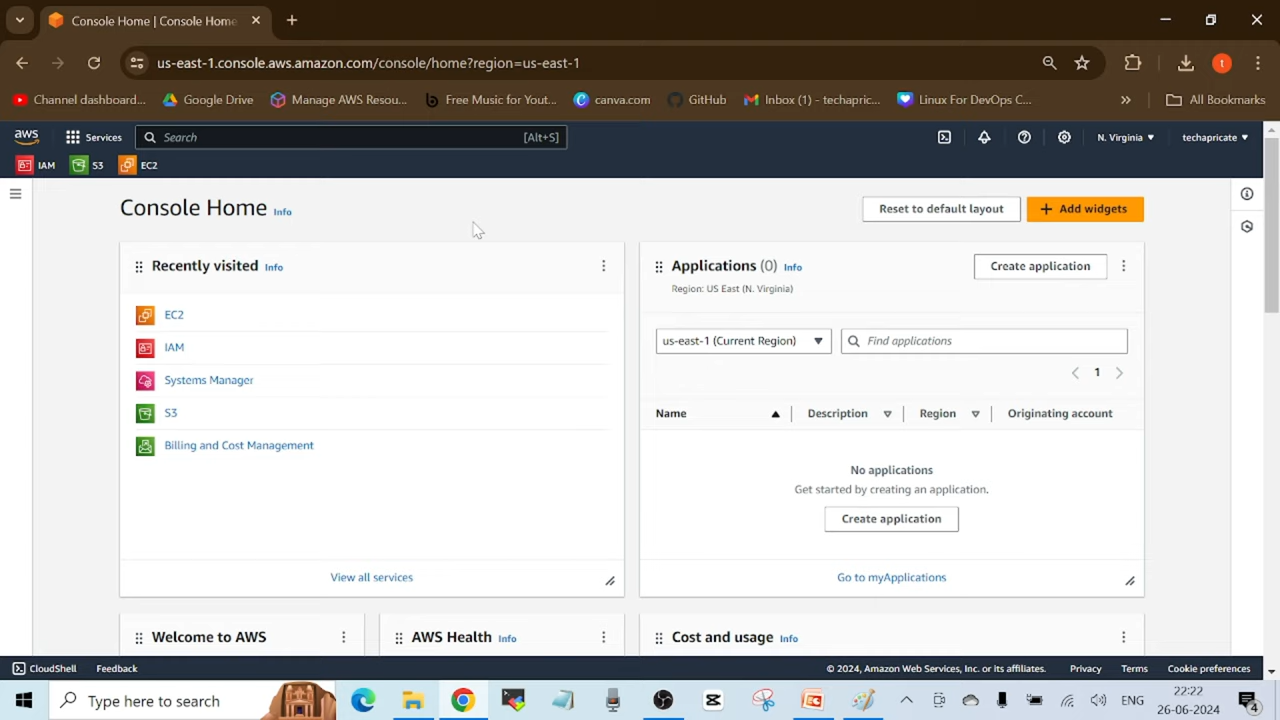 Console Home | Console Home
us-east-1.console.aws.amazon.com/console/home?region=us-east-1
t
Channel dashboard... Google Drive Manage AWS Resou... Free Music for Yout... canva.com GitHub Inbox (1) - techapric... Linux For DevOps C... All Bookmarks
aws Services Search [Alt+S] N. Virginia techapricate
IAM S3 EC2
Console Home Info
Reset to default layout
Add widgets
Recently visited Info
EC2
IAM
Systems Manager
S3
Billing and Cost Management
View all services
Applications (0) Info
Region: US East (N. Virginia)
Create application
us-east-1 (Current Region) Find applications
1
Name Description Region Originating account
No applications
Get started by creating an application.
Create application
Go to myApplications
Welcome to AWS
AWS Health Info
Cost and usage Info
CloudShell Feedback © 2024, Amazon Web Services, Inc. or its affiliates. Privacy Terms Cookie preferences
Type here to search
ENG
22:22
26-06-2024
4